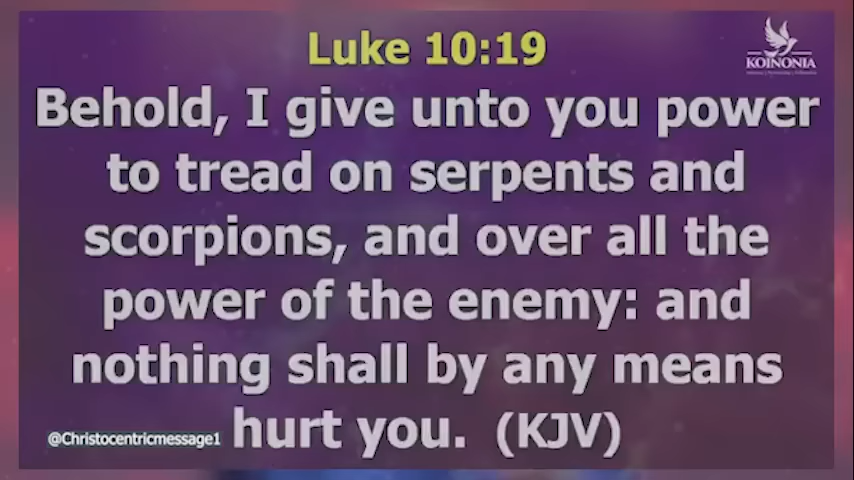 Luke 10:19
KOINONIA
Behold, I give unto you power
to tread on serpents and
scorpions, and over all the
power of the enemy: and
nothing shall by any means
hurt you. (KJV)
@Christocentricmessage1